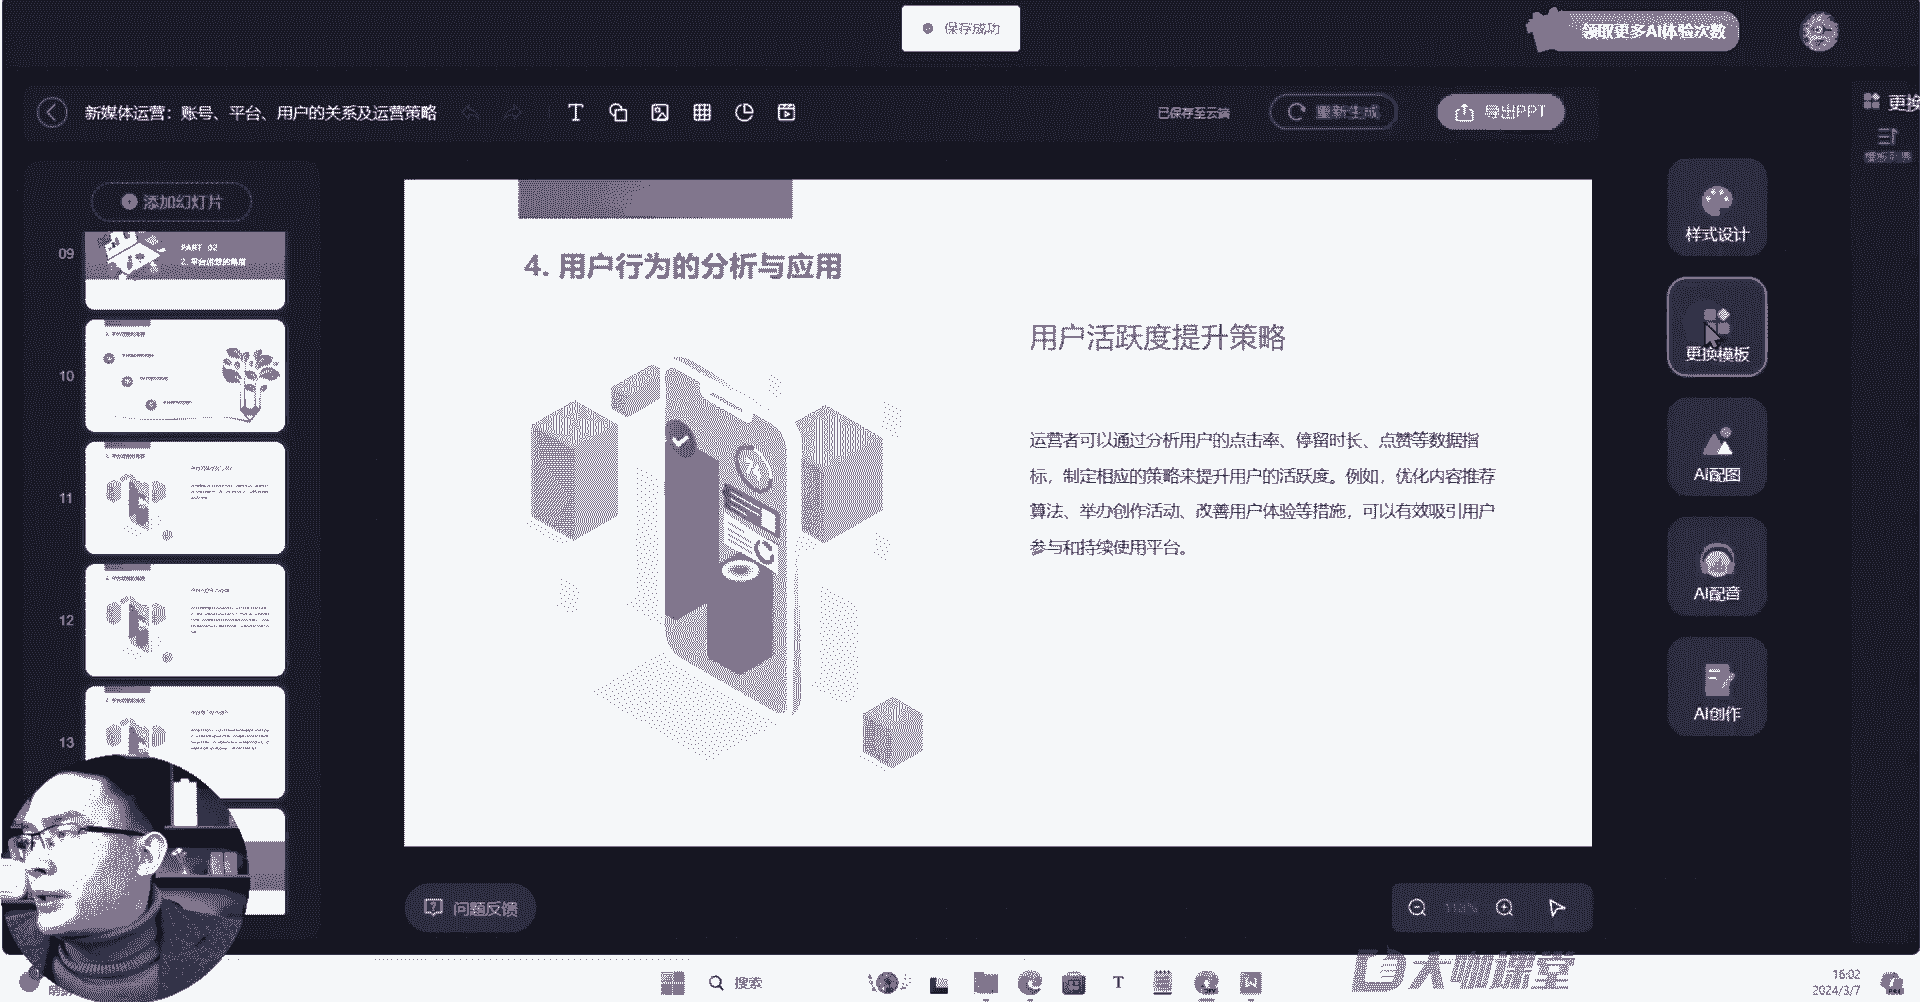 保存成功
领取更多AI体验次数
新媒体运营：账号、平台、用户的关系及运营策略
已保存至云端
重新生成
导出PPT
更换
添加幻灯片
09
PART 02
10
11
12
13
4. 用户行为的分析与应用
用户活跃度提升策略
运营者可以通过分析用户的点击率、停留时长、点赞等数据指
标，制定相应的策略来提升用户的活跃度。例如，优化内容推荐
算法、举办创作活动、改善用户体验等措施，可以有效吸引用户
参与和持续使用平台。
样式设计
更换模板
AI配图
AI配音
AI创作
问题反馈
大咖课堂
搜索
16:02
2024/3/7